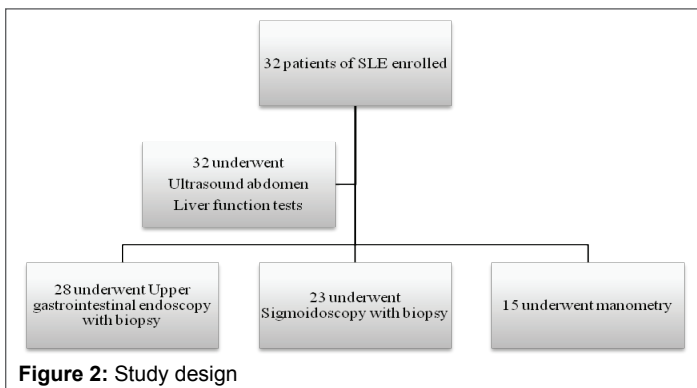 32 patients of SLE enrolled
32 underwent
Ultrasound abdomen
Liver function tests
28 underwent Upper
gastrointestinal endoscopy
with biopsy
23 underwent
Sigmoidoscopy with biopsy
15 underwent manometry
Figure 2: Study design